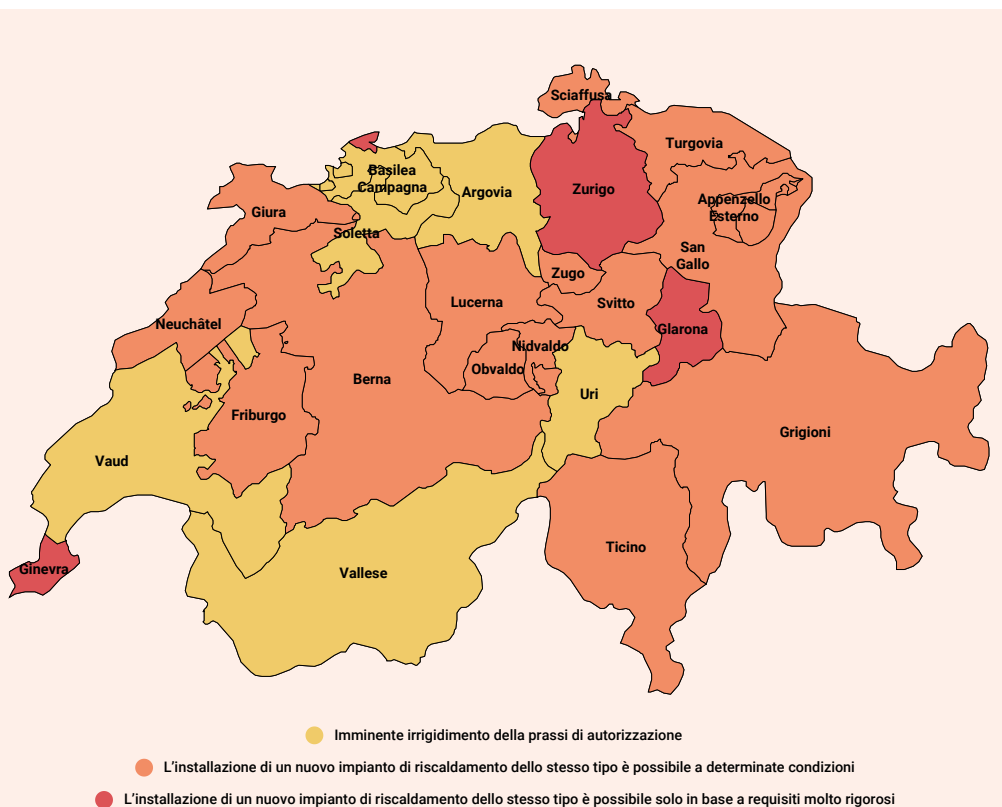 Sciaffusa
Turgovia
Basilea
Campagna
Argovia
Zurigo
Appenzello
Esterno
Giura
Soletta
San
Gallo
Zugo
Lucerna
Svitto
Neuchâtel
Glarona
Nidvaldo
Obvaldo
Berna
Uri
Friburgo
Grigioni
Vaud
Ticino
Ginevra
Vallese
Imminente irrigidimento della prassi di autorizzazione
L'installazione di un nuovo impianto di riscaldamento dello stesso tipo è possibile a determinate condizioni
L'installazione di un nuovo impianto di riscaldamento dello stesso tipo è possibile solo in base a requisiti molto rigorosi